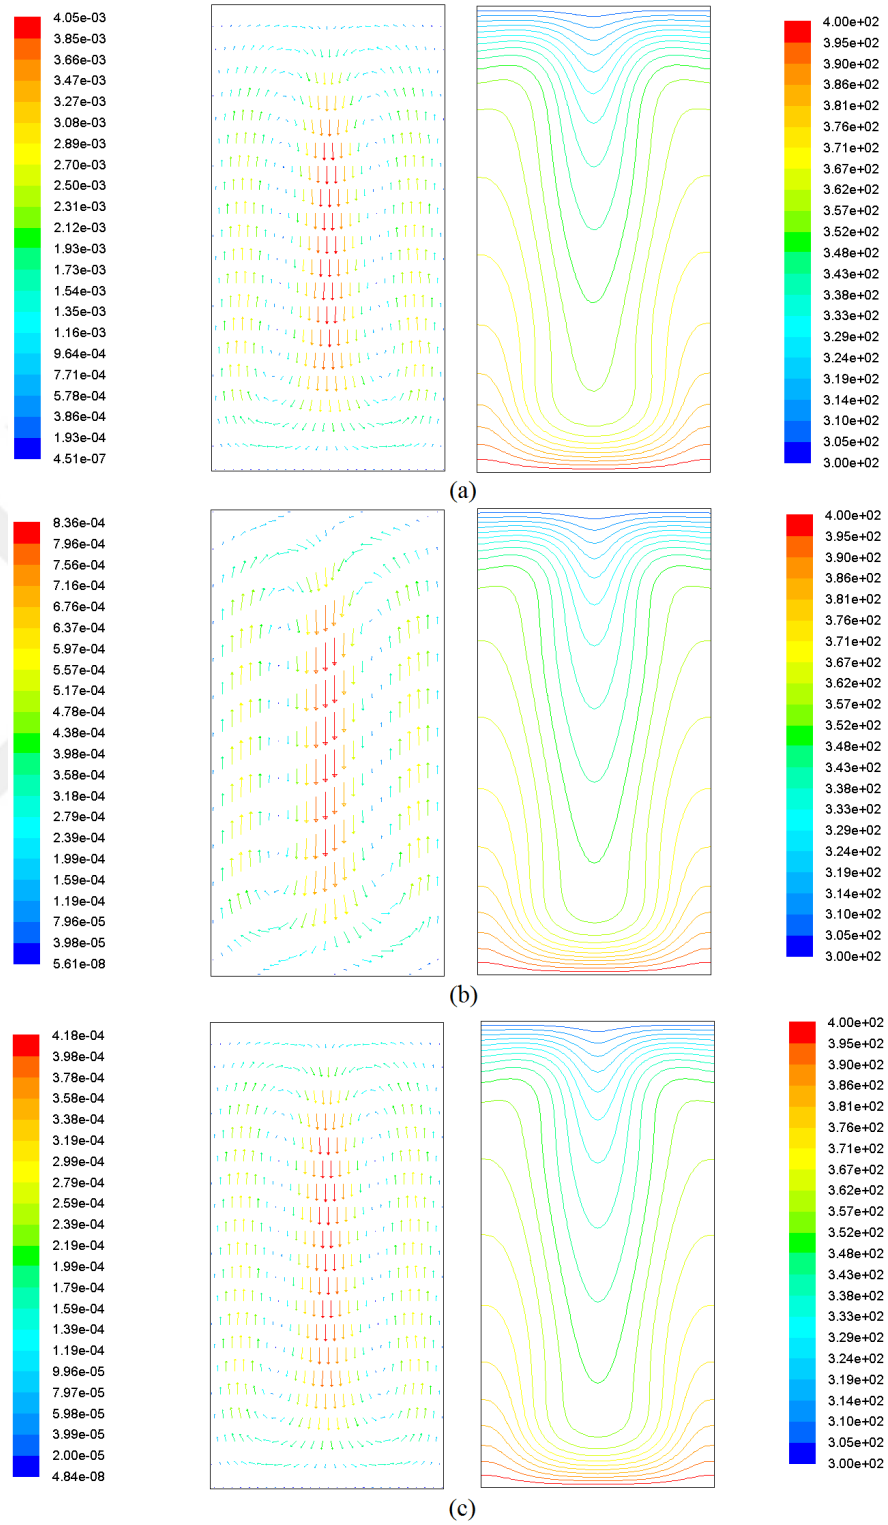 4.05e-03
3.85e-03
3.66e-03
3.47e-03
3.27e-03
3.08e-03
2.89e-03
2.70e-03
2.50e-03
2.31e-03
2.12e-03
1.93e-03
1.73e-03
1.54e-03
1.35e-03
1.16e-03
9.64e-04
7.71e-04
5.78e-04
3.86e-04
1.93e-04
4.51e-07
4.00e+02
3.95e+02
3.90e+02
3.86e+02
3.81e+02
3.76e+02
3.71e+02
3.67e+02
3.62e+02
3.57e+02
3.52e+02
3.48e+02
3.43e+02
3.38e+02
3.33e+02
3.29e+02
3.24e+02
3.19e+02
3.14e+02
3.10e+02
3.05e+02
3.00e+02
(a)
8.36e-04
7.96e-04
7.56e-04
7.16e-04
6.76e-04
6.37e-04
5.97e-04
5.57e-04
5.17e-04
4.78e-04
4.38e-04
3.98e-04
3.58e-04
3.18e-04
2.79e-04
2.39e-04
1.99e-04
1.59e-04
1.19e-04
7.96e-05
3.98e-05
5.61e-08
4.00e+02
3.95e+02
3.90e+02
3.86e+02
3.81e+02
3.76e+02
3.71e+02
3.67e+02
3.62e+02
3.57e+02
3.52e+02
3.48e+02
3.43e+02
3.38e+02
3.33e+02
3.29e+02
3.24e+02
3.19e+02
3.14e+02
3.10e+02
3.05e+02
3.00e+02
(b)
4.18e-04
3.98e-04
3.78e-04
3.58e-04
3.38e-04
3.19e-04
2.99e-04
2.79e-04
2.59e-04
2.39e-04
2.19e-04
1.99e-04
1.79e-04
1.59e-04
1.39e-04
1.19e-04
9.96e-05
7.97e-05
5.98e-05
3.99e-05
2.00e-05
4.84e-08
4.00e+02
3.95e+02
3.90e+02
3.86e+02
3.81e+02
3.76e+02
3.71e+02
3.67e+02
3.62e+02
3.57e+02
3.52e+02
3.48e+02
3.43e+02
3.38e+02
3.33e+02
3.29e+02
3.24e+02
3.19e+02
3.14e+02
3.10e+02
3.05e+02
3.00e+02
(c)